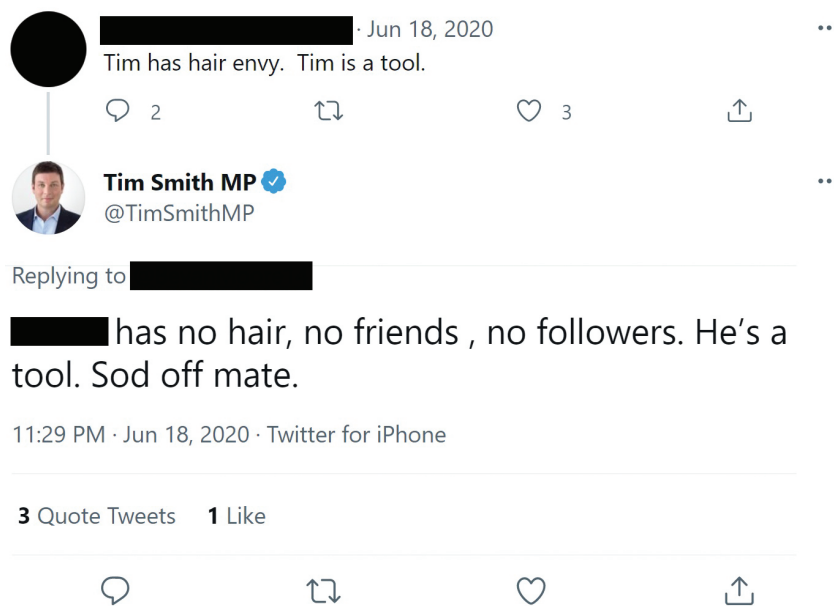 · Jun 18, 2020
Tim has hair envy.  Tim is a tool.
2
3
Tim Smith MP
@TimSmithMP
Replying to
has no hair, no friends , no followers. He’s a
tool. Sod off mate.
11:29 PM · Jun 18, 2020 · Twitter for iPhone
3 Quote Tweets 1 Like